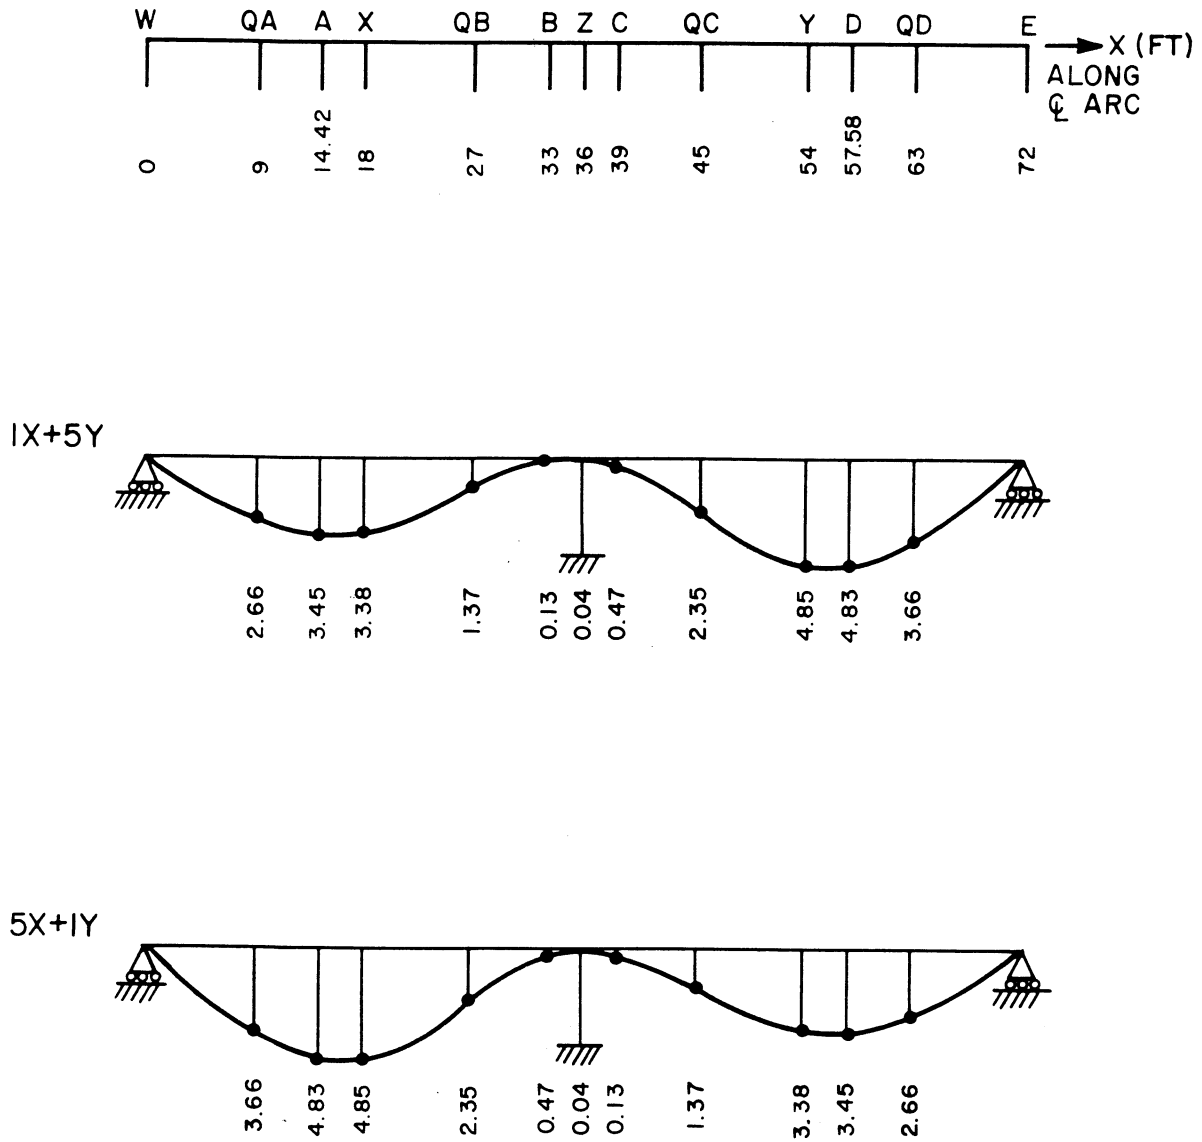 W QA A X QB B Z C QC Y D QD E
X (FT)
ALONG
℄ ARC
0 9 14.42 18 27 33 36 39 45 54 57.58 63 72
1X+5Y
2.66 3.45 3.38 1.37 0.13 0.04 0.47 2.35 4.85 4.83 3.66
5X+1Y
3.66 4.83 4.85 2.35 0.47 0.04 0.13 1.37 3.38 3.45 2.66